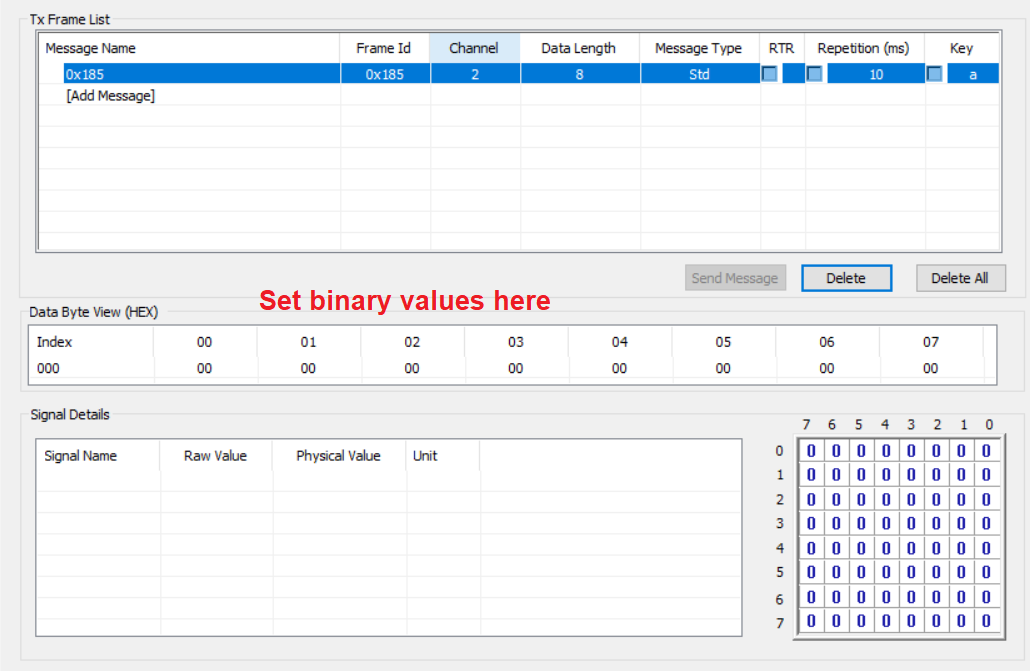 Tx Frame List
Message Name Frame Id Channel Data Length Message Type RTR Repetition (ms) Key
0x185 0x185 2 8 Std 10 a
[Add Message]
Send Message Delete Delete All
Set binary values here
Data Byte View (HEX)
Index 00 01 02 03 04 05 06 07
000 00 00 00 00 00 00 00 00
Signal Details
Signal Name Raw Value Physical Value Unit
7 6 5 4 3 2 1 0
0 0 0 0 0 0 0 0 0
1 0 0 0 0 0 0 0 0
2 0 0 0 0 0 0 0 0
3 0 0 0 0 0 0 0 0
4 0 0 0 0 0 0 0 0
5 0 0 0 0 0 0 0 0
6 0 0 0 0 0 0 0 0
7 0 0 0 0 0 0 0 0